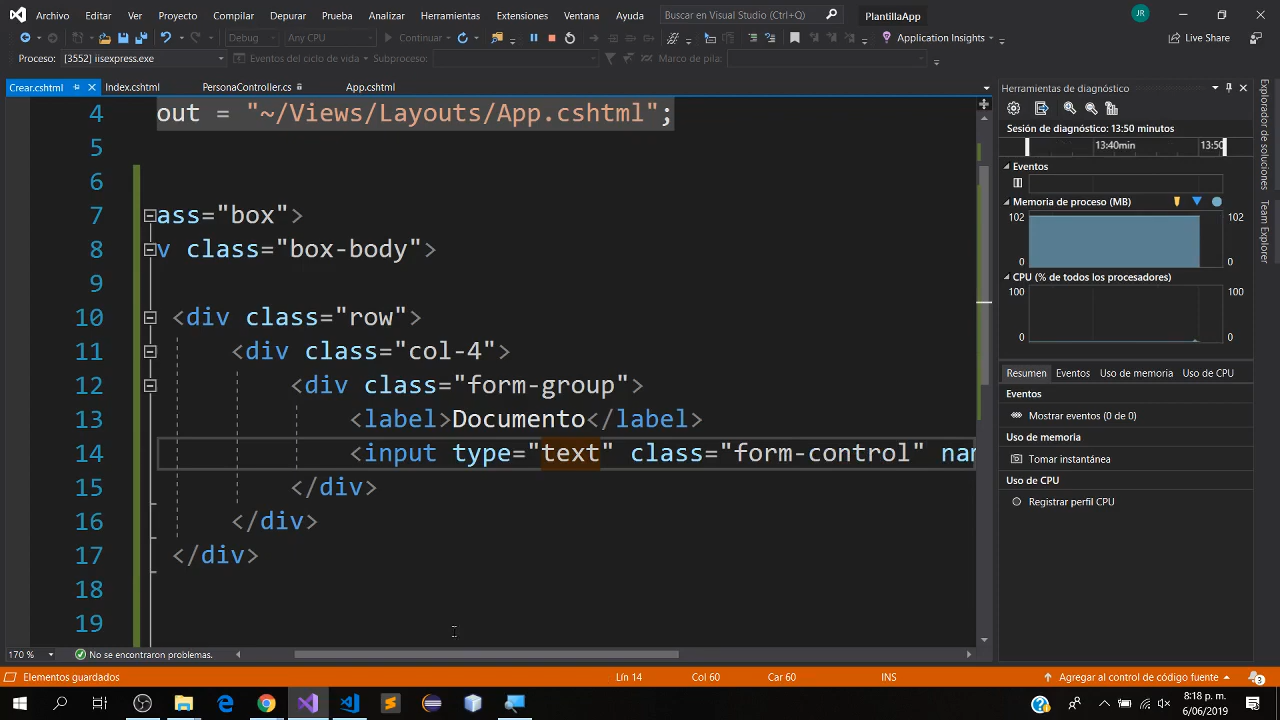 Archivo Editar Ver Proyecto Compilar Depurar Prueba Analizar Herramientas Extensiones Ventana Ayuda Buscar en Visual Studio (Ctrl+Q) PlantillaApp JR
Debug Any CPU Continuar Application Insights Live Share
Proceso: [3552] iisexpress.exe Eventos del ciclo de vida Subproceso: Marco de pila:
Crear.cshtml Index.cshtml PersonaController.cs App.cshtml
4 out = "~/Views/Layouts/App.cshtml";
5
6
7 ass="box">
8 v class="box-body">
9
10 <div class="row">
11 <div class="col-4">
12 <div class="form-group">
13 <label>Documento</label>
14 <input type="text" class="form-control" nam
15 </div>
16 </div>
17 </div>
18
19
170 % No se encontraron problemas.
Herramientas de diagnóstico
Sesión de diagnóstico: 13:50 minutos
13:40min 13:50
Eventos
Memoria de proceso (MB)
102 102
0 0
CPU (% de todos los procesadores)
100 100
0 0
Resumen Eventos Uso de memoria Uso de CPU
Eventos
Mostrar eventos (0 de 0)
Uso de memoria
Tomar instantánea
Uso de CPU
Registrar perfil CPU
Explorador de soluciones
Team Explorer
Elementos guardados Lín 14 Col 60 Car 60 INS Agregar al control de código fuente 3
8:18 p. m.
6/06/2019
3